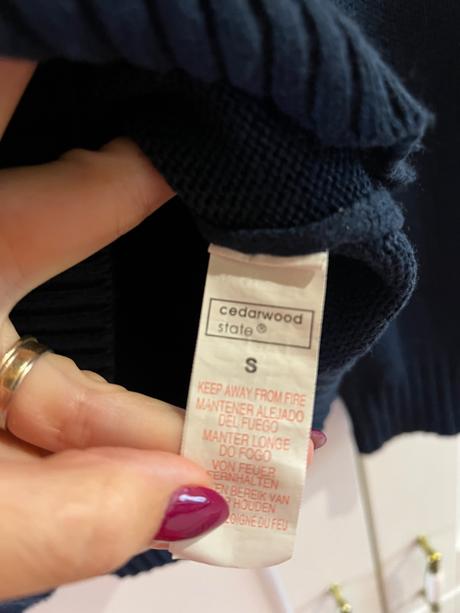 cedarwood
state®
S
KEEP AWAY FROM FIRE
MANTENER ALEJADO
DEL FUEGO
MANTER LONGE
DO FOGO
VON FEUER
FERNHALTEN
EN BEREIK VAN
HOUDEN
DU FEU